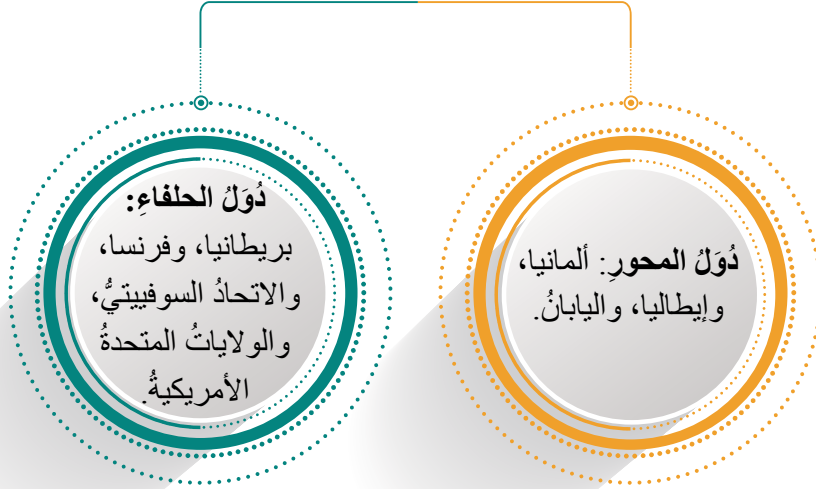 دُوَلُ المحورِ: ألمانيا،
وإيطاليا، واليابانُ.
دُوَلُ الحلفاءِ:
بريطانيا، وفرنسا،
والاتحادُ السوفييتيُّ،
والولاياتُ المتحدةُ
الأمريكيةُ.